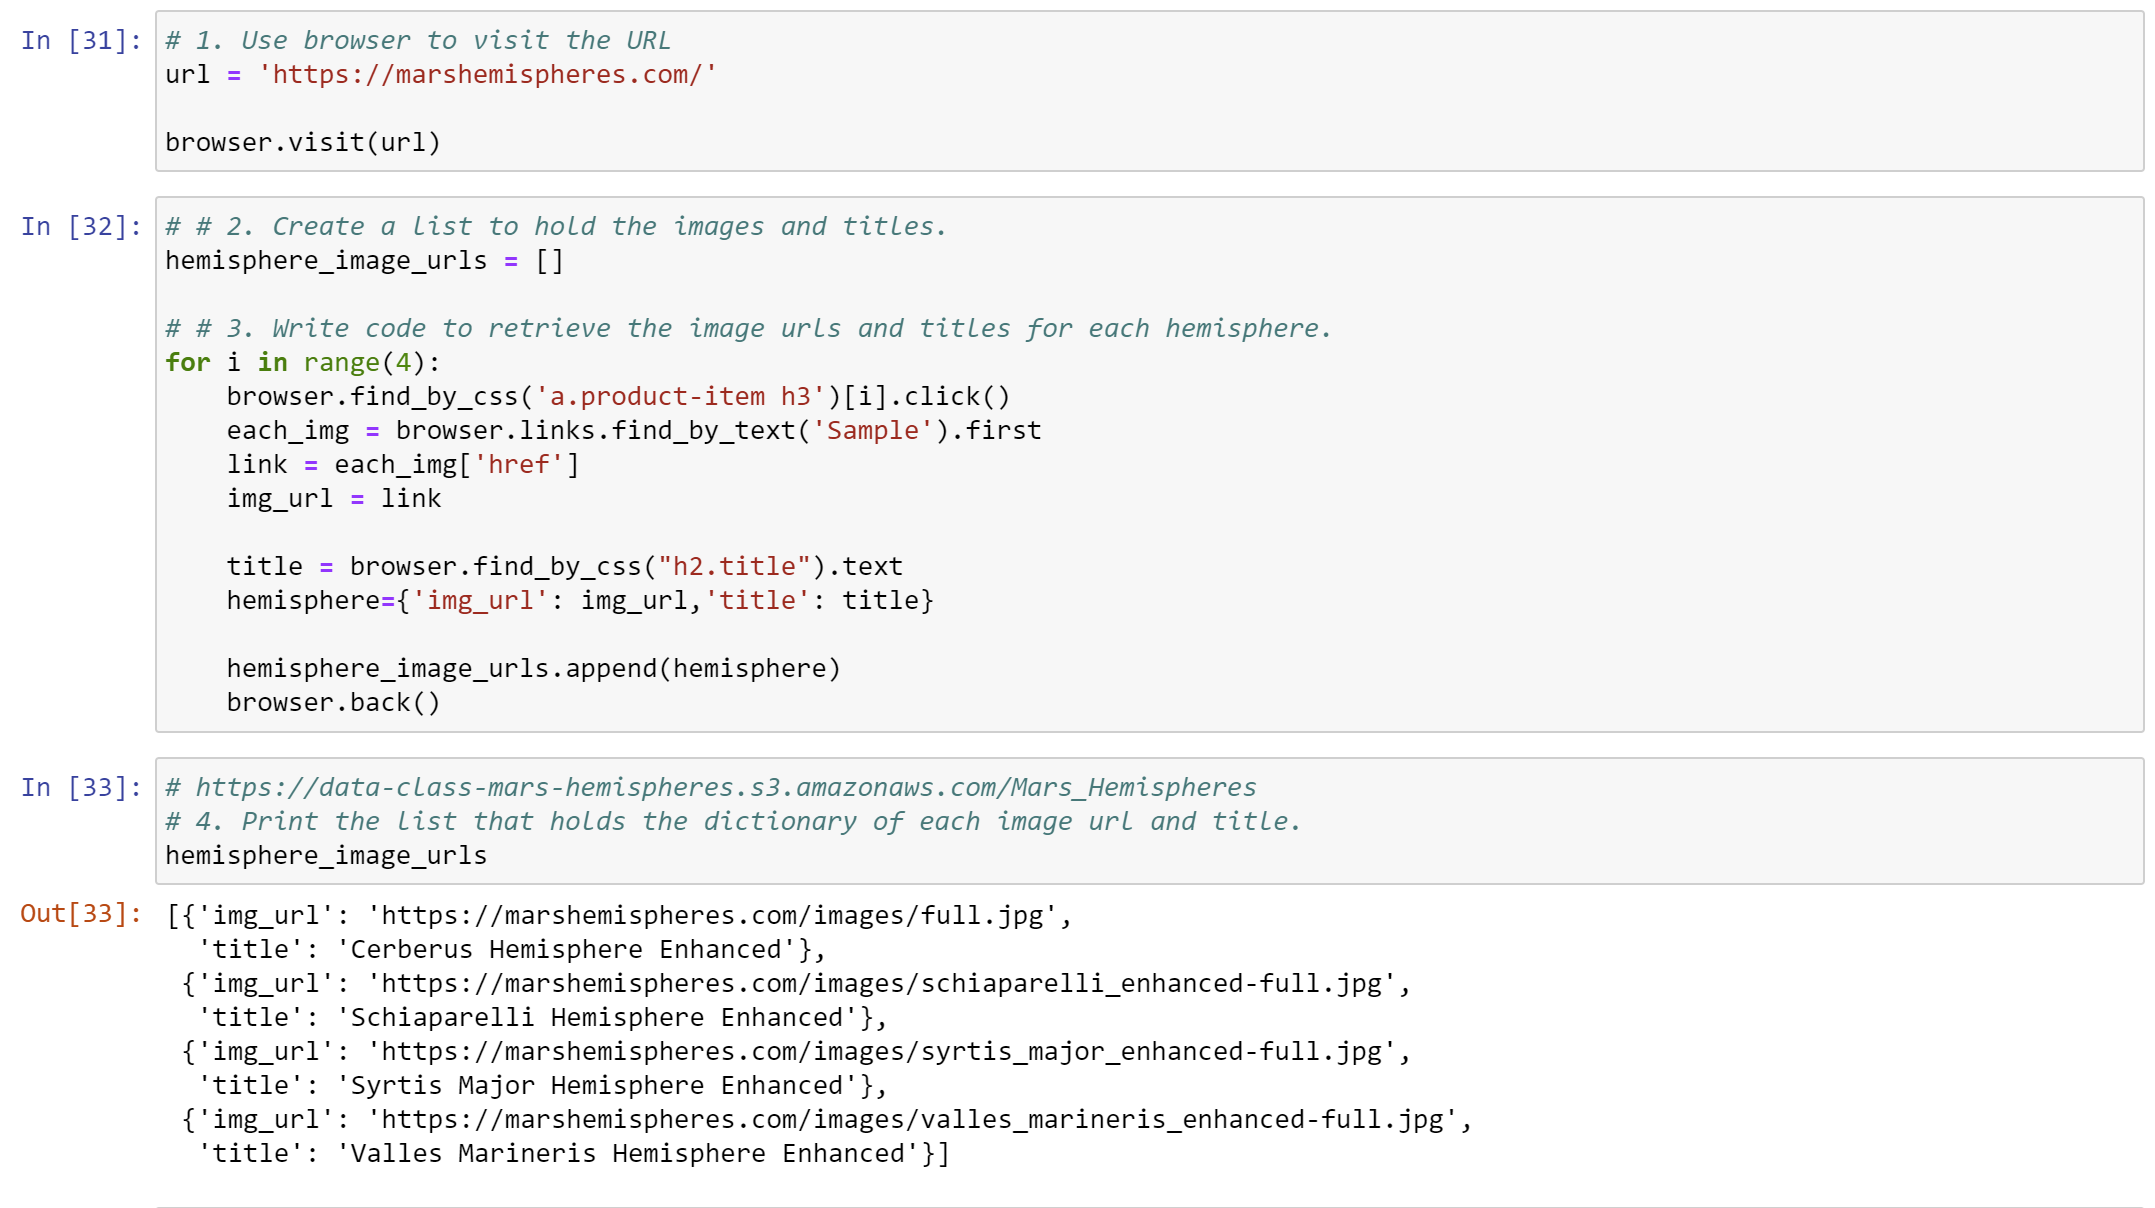 In [31]: # 1. Use browser to visit the URL
url = 'https://marshemispheres.com/'
browser.visit(url)
In [32]: # # 2. Create a list to hold the images and titles.
hemisphere_image_urls = []
# # 3. Write code to retrieve the image urls and titles for each hemisphere.
for i in range(4):
    browser.find_by_css('a.product-item h3')[i].click()
    each_img = browser.links.find_by_text('Sample').first
    link = each_img['href']
    img_url = link
    title = browser.find_by_css("h2.title").text
    hemisphere={'img_url': img_url,'title': title}
    hemisphere_image_urls.append(hemisphere)
    browser.back()
In [33]: # https://data-class-mars-hemispheres.s3.amazonaws.com/Mars_Hemispheres
# 4. Print the list that holds the dictionary of each image url and title.
hemisphere_image_urls
Out[33]: [{'img_url': 'https://marshemispheres.com/images/full.jpg',
  'title': 'Cerberus Hemisphere Enhanced'},
 {'img_url': 'https://marshemispheres.com/images/schiaparelli_enhanced-full.jpg',
  'title': 'Schiaparelli Hemisphere Enhanced'},
 {'img_url': 'https://marshemispheres.com/images/syrtis_major_enhanced-full.jpg',
  'title': 'Syrtis Major Hemisphere Enhanced'},
 {'img_url': 'https://marshemispheres.com/images/valles_marineris_enhanced-full.jpg',
  'title': 'Valles Marineris Hemisphere Enhanced'}]